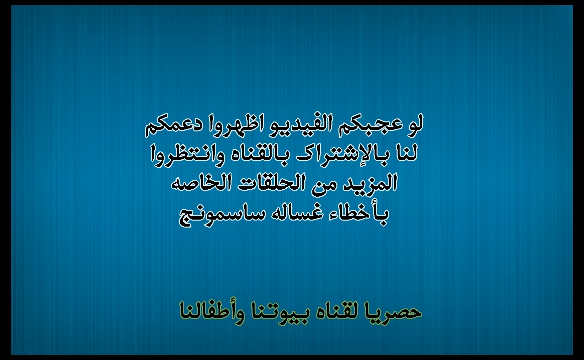 لو عجبكم الفيديو اظهروا دعمكم
لنا بالإشتراك بالقناه وانتظروا
المزيد من الحلقات الخاصه
بأخطاء غساله ساسمونج
حصريا لقناه بيوتنا وأطفالنا